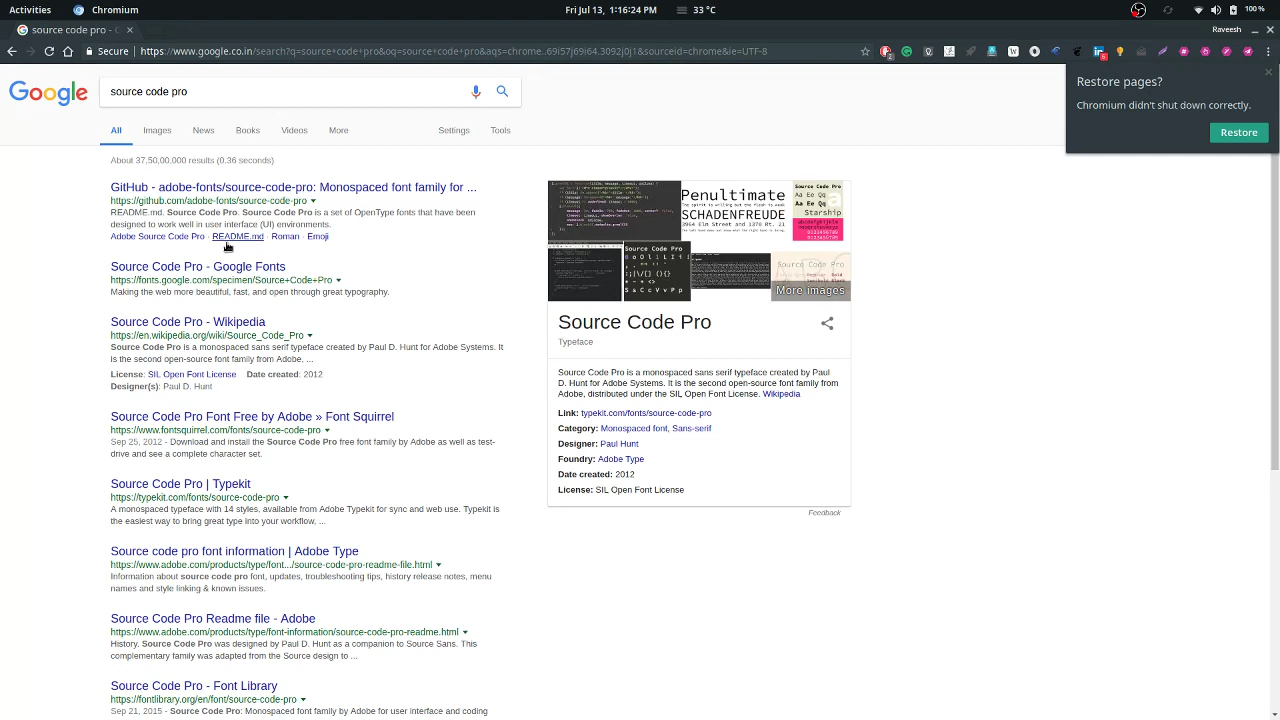 Activities Chromium Fri Jul 13, 1:16:24 PM 33 °C 100%
source code pro - G Raveesh
Secure https://www.google.co.in/search?q=source+code+pro&oq=source+code+pro&aqs=chrome..69i57j69i64.3092j0j1&sourceid=chrome&ie=UTF-8
Restore pages?
Chromium didn't shut down correctly.
Restore
Google source code pro
All Images News Books Videos More Settings Tools
About 37,50,00,000 results (0.36 seconds)
GitHub - adobe-fonts/source-code-pro: Monospaced font family for ...
https://github.com/adobe-fonts/source-code-pro
README.md. Source Code Pro. Source Code Pro is a set of OpenType fonts that have been
designed to work well in user interface (UI) environments.
Adobe Source Code Pro · README.md · Roman · Emoji
Source Code Pro - Google Fonts
https://fonts.google.com/specimen/Source+Code+Pro
Making the web more beautiful, fast, and open through great typography.
Source Code Pro - Wikipedia
https://en.wikipedia.org/wiki/Source_Code_Pro
Source Code Pro is a monospaced sans serif typeface created by Paul D. Hunt for Adobe Systems. It
is the second open-source font family from Adobe, ...
License: SIL Open Font License Date created: 2012
Designer(s): Paul D. Hunt
Source Code Pro Font Free by Adobe » Font Squirrel
https://www.fontsquirrel.com/fonts/source-code-pro
Sep 25, 2012 - Download and install the Source Code Pro free font family by Adobe as well as test-
drive and see a complete character set.
Source Code Pro | Typekit
https://typekit.com/fonts/source-code-pro
A monospaced typeface with 14 styles, available from Adobe Typekit for sync and web use. Typekit is
the easiest way to bring great type into your workflow, ...
Source code pro font information | Adobe Type
https://www.adobe.com/products/type/font.../source-code-pro-readme-file.html
Information about source code pro font, updates, troubleshooting tips, history release notes, menu
names and style linking & known issues.
Source Code Pro Readme file - Adobe
https://www.adobe.com/products/type/font-information/source-code-pro-readme.html
History. Source Code Pro was designed by Paul D. Hunt as a companion to Source Sans. This
complementary family was adapted from the Source design to ...
Source Code Pro - Font Library
https://fontlibrary.org/en/font/source-code-pro
Sep 21, 2015 - Source Code Pro: Monospaced font family by Adobe for user interface and coding
Penultimate
SCHADENFREUDE
Source Code Pro
Aa Ee Qq
Aa Ee Qq
Starship
Source Code Pro
More images
Source Code Pro
Typeface
Source Code Pro is a monospaced sans serif typeface created by Paul
D. Hunt for Adobe Systems. It is the second open-source font family from
Adobe, distributed under the SIL Open Font License. Wikipedia
Link: typekit.com/fonts/source-code-pro
Category: Monospaced font, Sans-serif
Designer: Paul Hunt
Foundry: Adobe Type
Date created: 2012
License: SIL Open Font License
Feedback